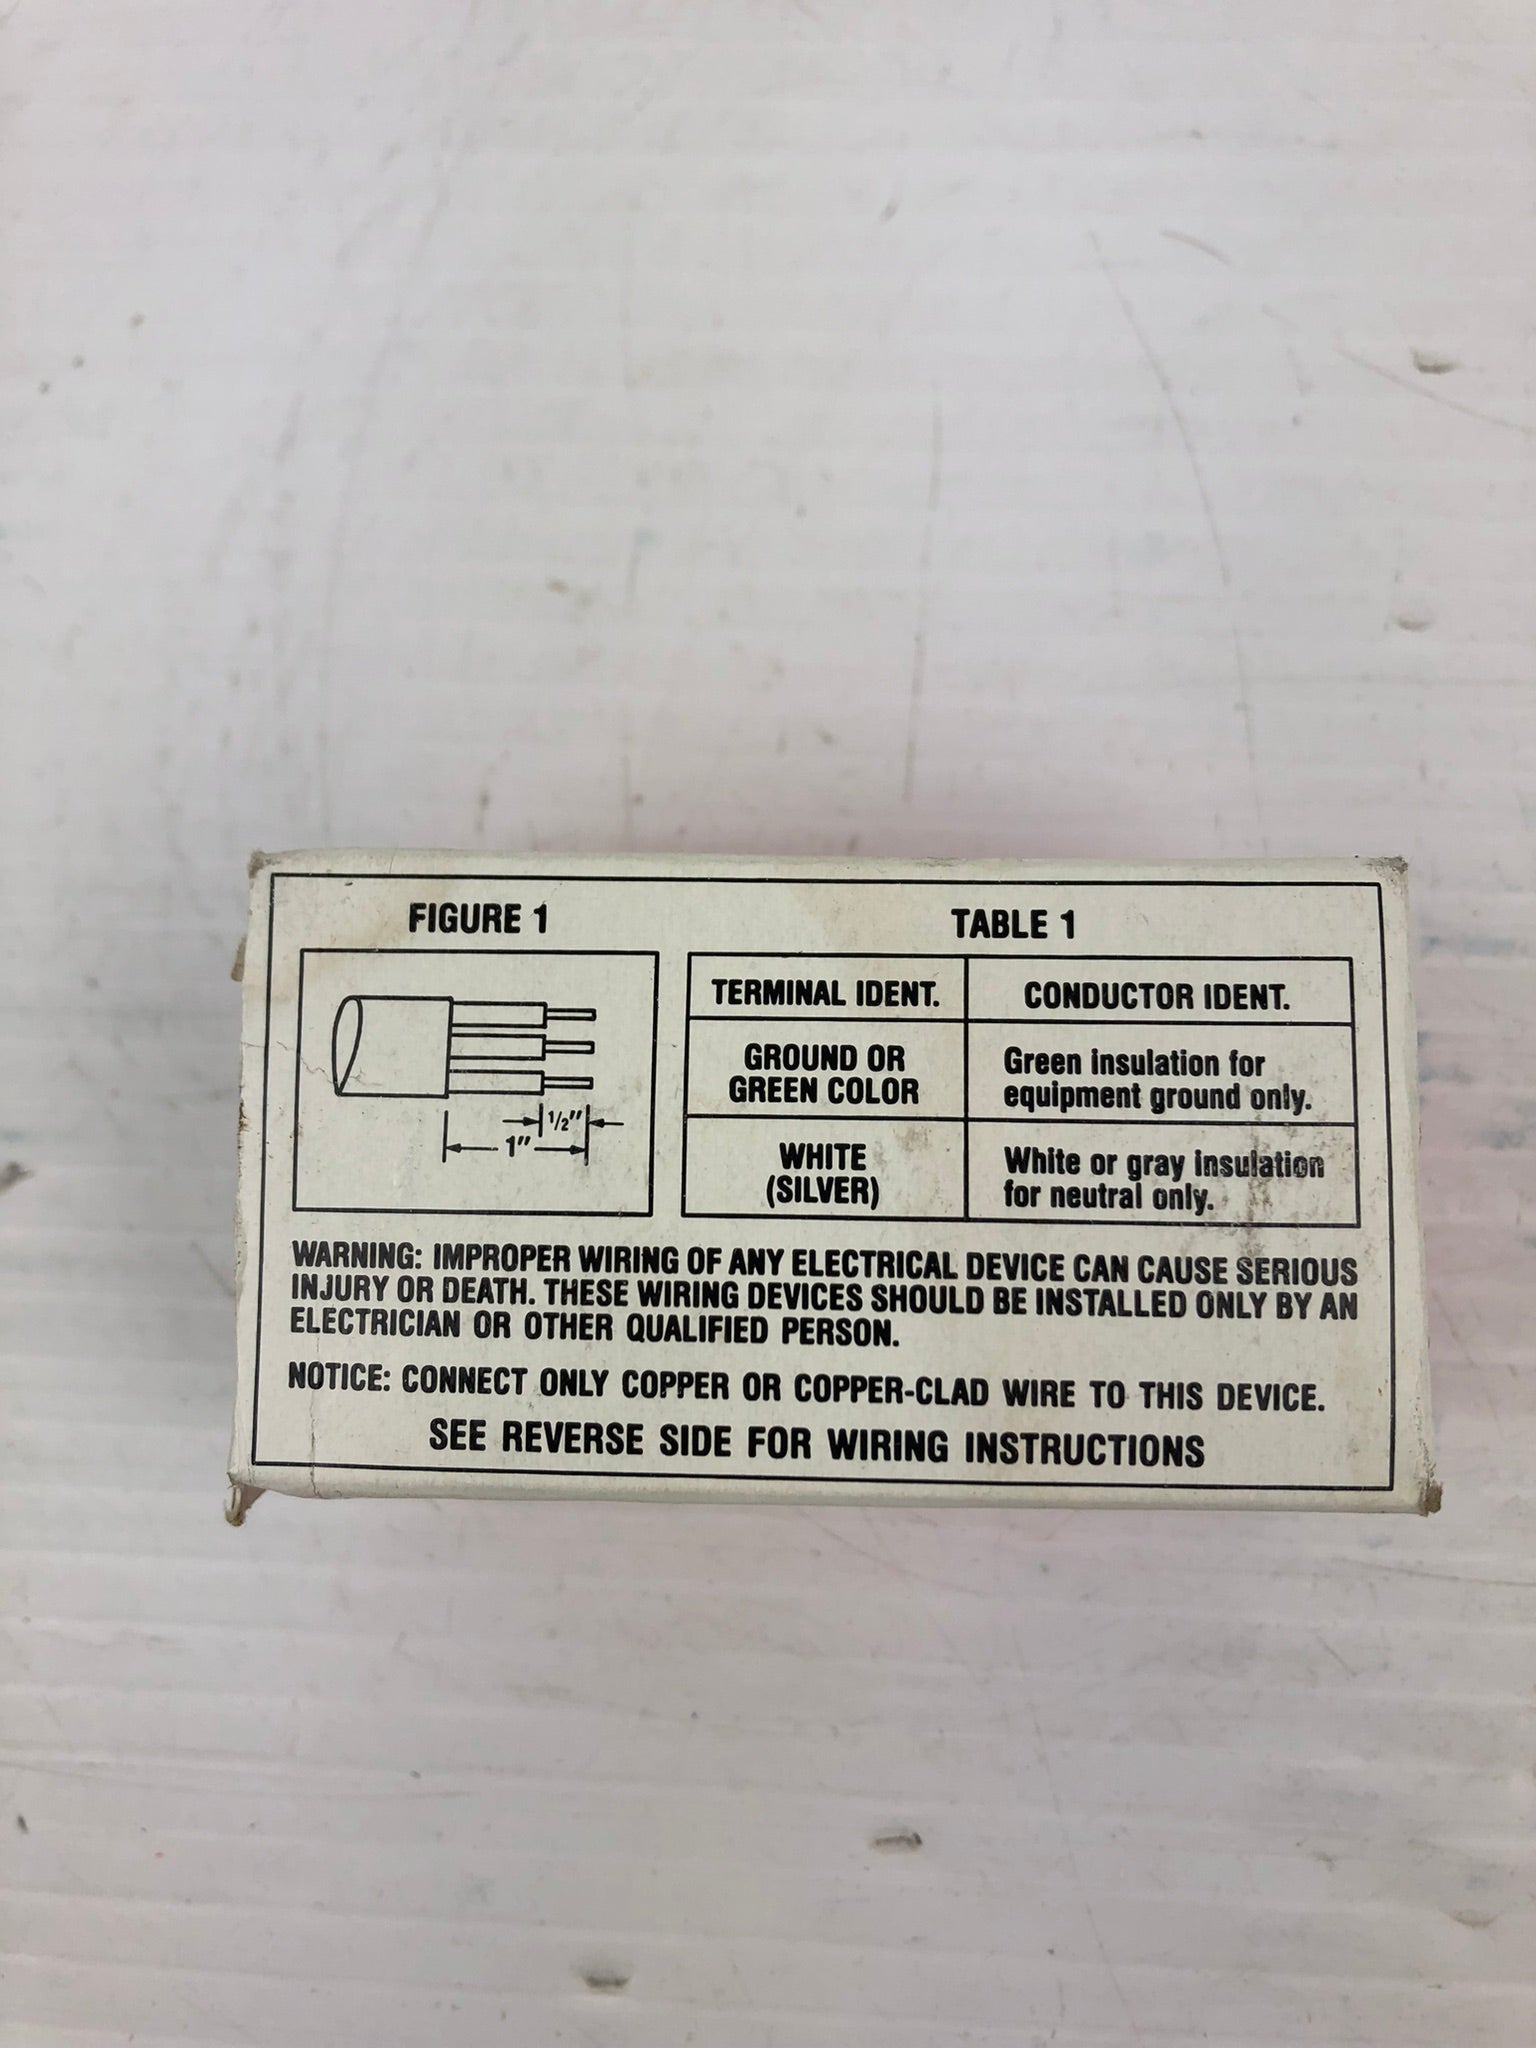 FIGURE 1
1/2"
1"
TABLE 1
TERMINAL IDENT. CONDUCTOR IDENT.
GROUND OR
GREEN COLOR
Green insulation for
equipment ground only.
WHITE
(SILVER)
White or gray insulation
for neutral only.
WARNING: IMPROPER WIRING OF ANY ELECTRICAL DEVICE CAN CAUSE SERIOUS
INJURY OR DEATH. THESE WIRING DEVICES SHOULD BE INSTALLED ONLY BY AN
ELECTRICIAN OR OTHER QUALIFIED PERSON.
NOTICE: CONNECT ONLY COPPER OR COPPER-CLAD WIRE TO THIS DEVICE.
SEE REVERSE SIDE FOR WIRING INSTRUCTIONS